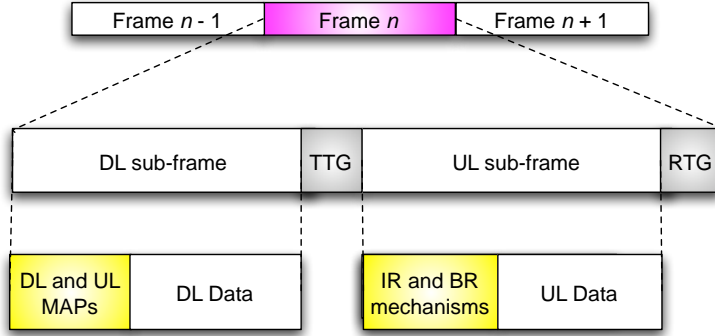 Frame n - 1 Frame n Frame n + 1
DL sub-frame TTG UL sub-frame RTG
DL and UL
MAPs
DL Data
IR and BR
mechanisms
UL Data